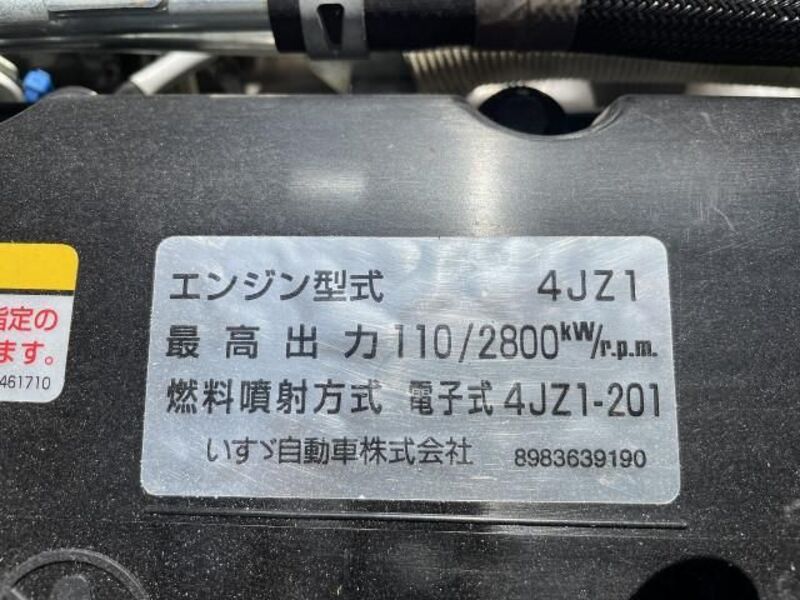 エンジン型式 4JZ1
最高出力 110/2800kW/r.p.m.
燃料噴射方式 電子式 4JZ1-201
いすゞ自動車株式会社 8983639190
指定の
ます。
461710